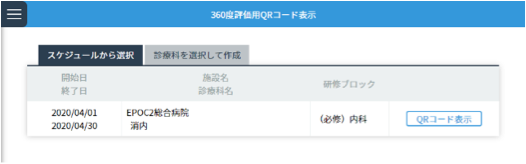 360度評価用QRコード表示
スケジュールから選択 診療科を選択して作成
開始日 施設名 研修ブロック
終了日 診療科名
2020/04/01 EPOC2総合病院 (必修) 内科 QRコード表示
2020/04/30 消内